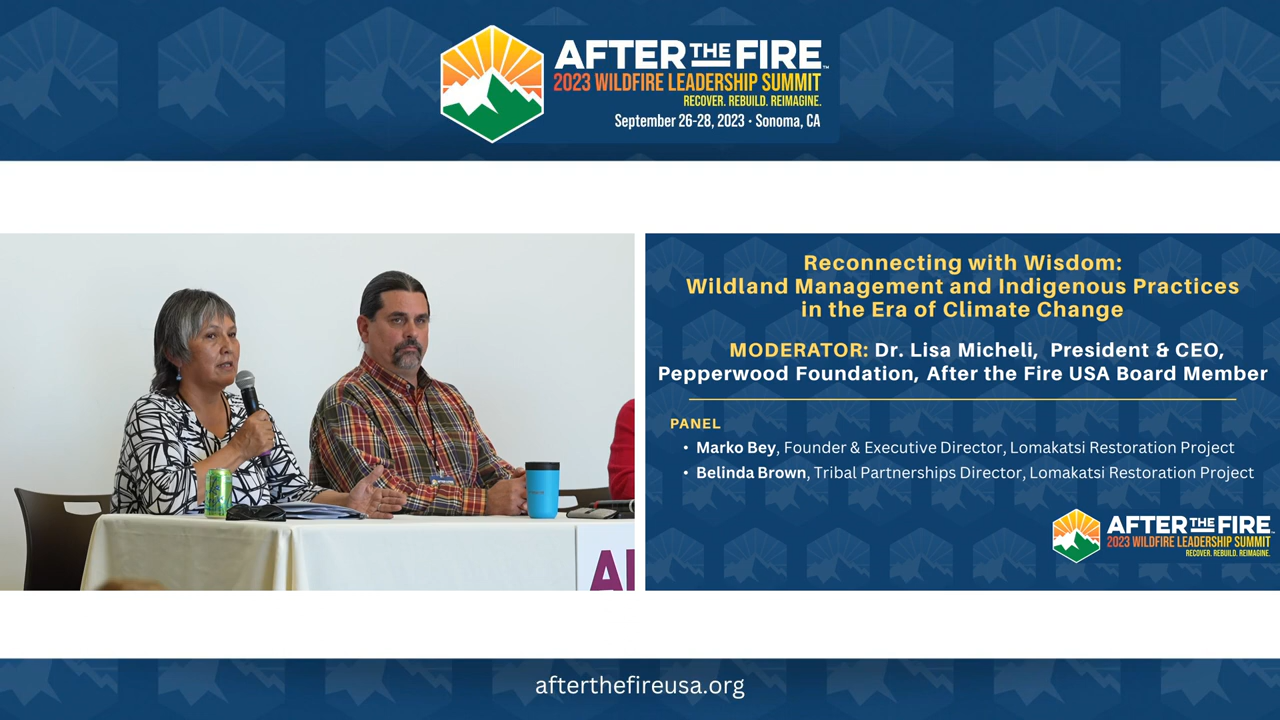 AFTER THE FIRE™
2023 WILDFIRE LEADERSHIP SUMMIT
RECOVER. REBUILD. REIMAGINE.
September 26-28, 2023 • Sonoma, CA
Reconnecting with Wisdom:
Wildland Management and Indigenous Practices
in the Era of Climate Change
MODERATOR: Dr. Lisa Micheli, President & CEO,
Pepperwood Foundation, After the Fire USA Board Member
PANEL
• Marko Bey, Founder & Executive Director, Lomakatsi Restoration Project
• Belinda Brown, Tribal Partnerships Director, Lomakatsi Restoration Project
AFTER THE FIRE™
2023 WILDFIRE LEADERSHIP SUMMIT
RECOVER. REBUILD. REIMAGINE.
afterthefireusa.org